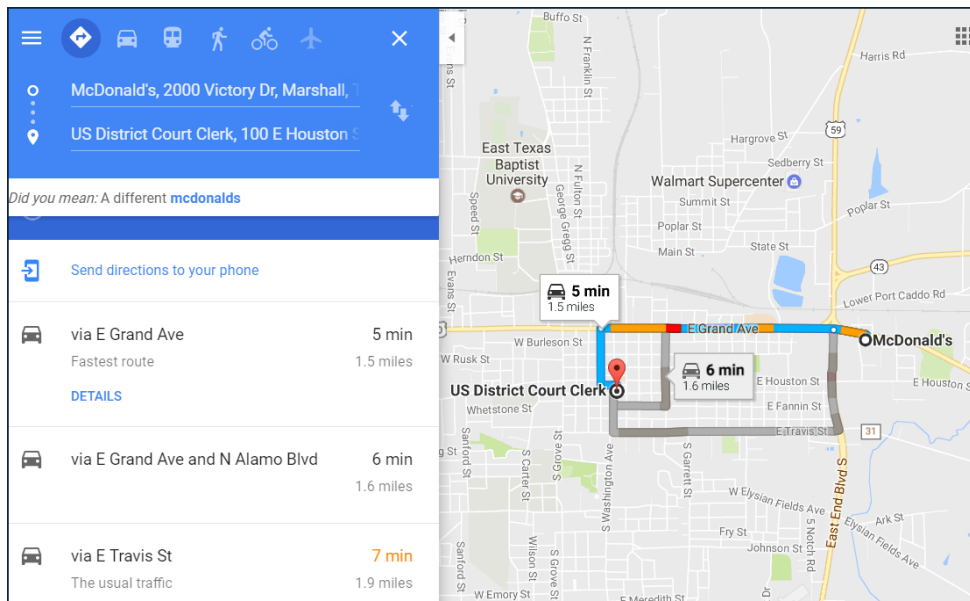 McDonald's, 2000 Victory Dr, Marshall,
US District Court Clerk, 100 E Houston S
Did you mean: A different mcdonalds
Send directions to your phone
via E Grand Ave
5 min
Fastest route
1.5 miles
DETAILS
via E Grand Ave and N Alamo Blvd
6 min
1.6 miles
via E Travis St
7 min
The usual traffic
1.9 miles
Buffo St
N Franklin St
Harris Rd
59
Hargrove St
East Texas
Baptist
University
Sedberry St
Walmart Supercenter
Summit St
N Fulton St
George Gregg St
Speed St
Poplar St
Poplar St
State St
Main St
Herndon St
Evans St
43
Lower Port Caddo Rd
5 min
1.5 miles
E Grand Ave
McDonald's
W Burleson St
W Rusk St
6 min
1.6 miles
E Houston St
E Houston St
US District Court Clerk
Whetstone St
E Fannin St
E Travis St
31
Sanford St
S Carter St
S Grove St
S Washington Ave
S Garrett St
East End Blvd S
W Elysian Fields Ave
Elysian Fields Ave
Ark St
Fry St
Johnson St
S Notch Rd
Sanford St
Wilson St
S Grove St
W Emory St
E Meredith St
Dr